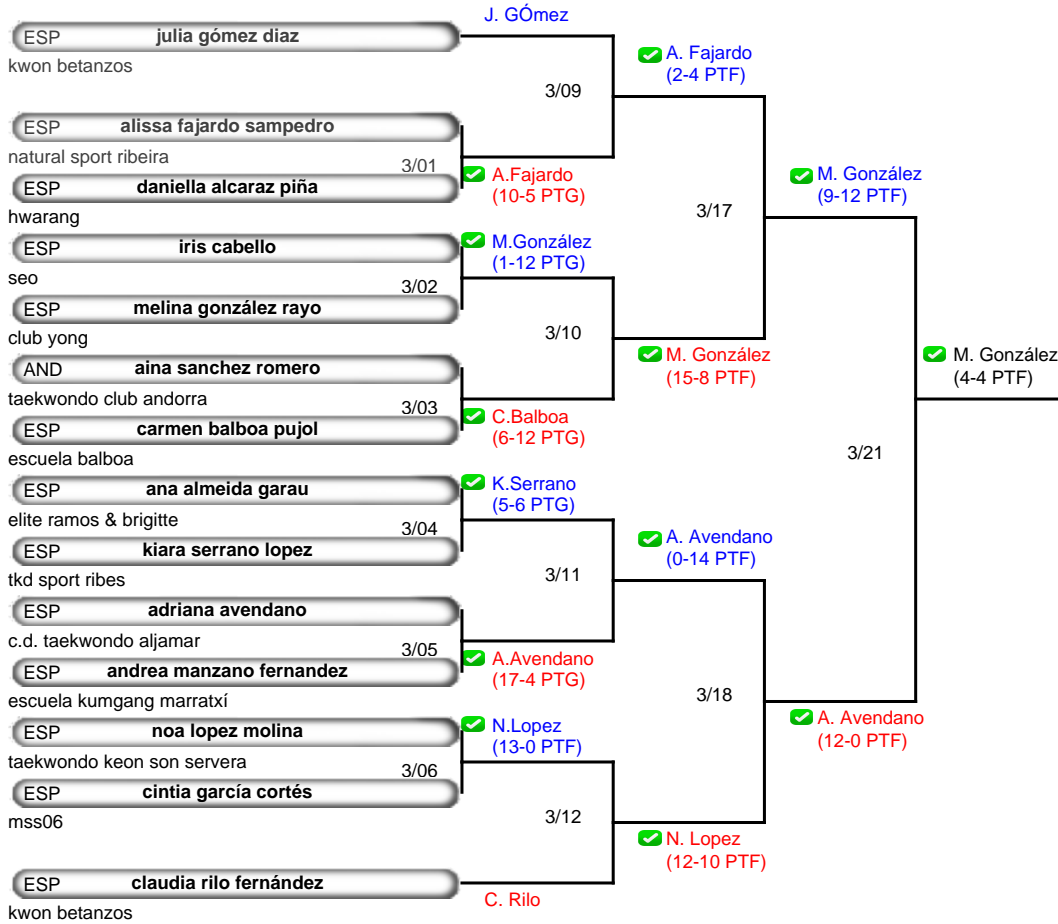 J. GÓmez
ESP julia gómez diaz
kwon betanzos
A. Fajardo
(2-4 PTF)
3/09
ESP alissa fajardo sampedro
natural sport ribeira
3/01
A.Fajardo
(10-5 PTG)
ESP daniella alcaraz piña
hwarang
M. González
(9-12 PTF)
3/17
ESP iris cabello
seo
M.González
(1-12 PTG)
3/02
ESP melina gonzález rayo
club yong
3/10
M. González
(15-8 PTF)
M. González
(4-4 PTF)
AND aina sanchez romero
taekwondo club andorra
3/03
C.Balboa
(6-12 PTG)
ESP carmen balboa pujol
escuela balboa
3/21
ESP ana almeida garau
elite ramos & brigitte
K.Serrano
(5-6 PTG)
3/04
ESP kiara serrano lopez
tkd sport ribes
A. Avendano
(0-14 PTF)
3/11
ESP adriana avendano
c.d. taekwondo aljamar
3/05
A.Avendano
(17-4 PTG)
ESP andrea manzano fernandez
escuela kumgang marratxí
3/18
A. Avendano
(12-0 PTF)
ESP noa lopez molina
taekwondo keon son servera
N.Lopez
(13-0 PTF)
3/06
ESP cintia garcía cortés
mss06
3/12
N. Lopez
(12-10 PTF)
ESP claudia rilo fernández
kwon betanzos
C. Rilo